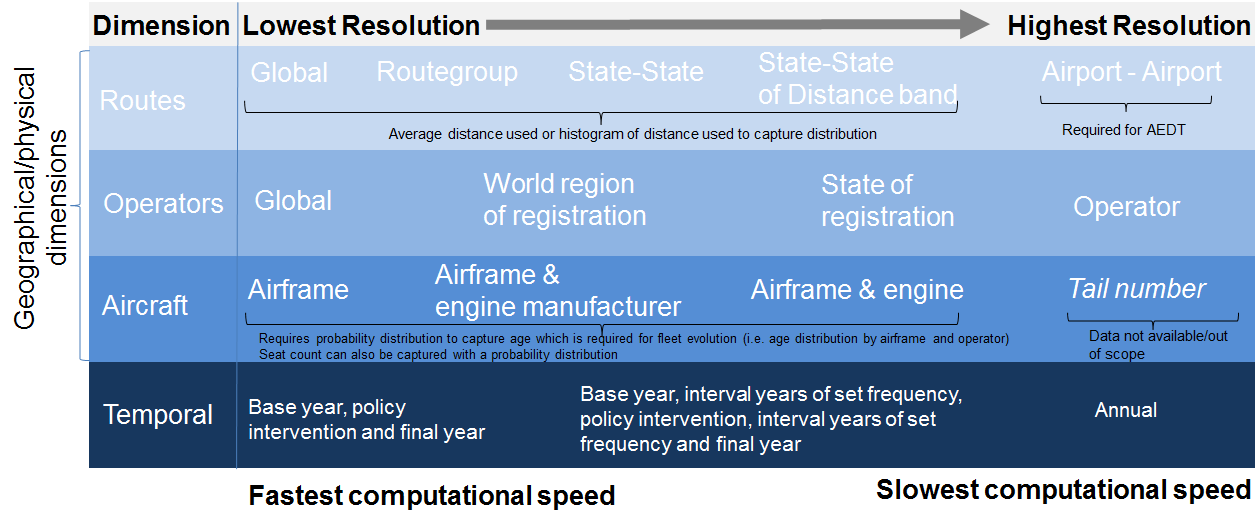 Dimension
Lowest Resolution
Highest Resolution
Geographical/physical
dimensions
Routes
Global
Routegroup
State-State
State-State
of Distance band
Airport - Airport
Average distance used or histogram of distance used to capture distribution
Required for AEDT
Operators
Global
World region
of registration
State of
registration
Operator
Aircraft
Airframe
Airframe &
engine manufacturer
Airframe & engine
Tail number
Requires probability distribution to capture age which is required for fleet evolution (i.e. age distribution by airframe and operator)
Seat count can also be captured with a probability distribution
Data not available/out
of scope
Temporal
Base year, policy
intervention and final year
Base year, interval years of set frequency,
policy intervention, interval years of set
frequency and final year
Annual
Fastest computational speed
Slowest computational speed